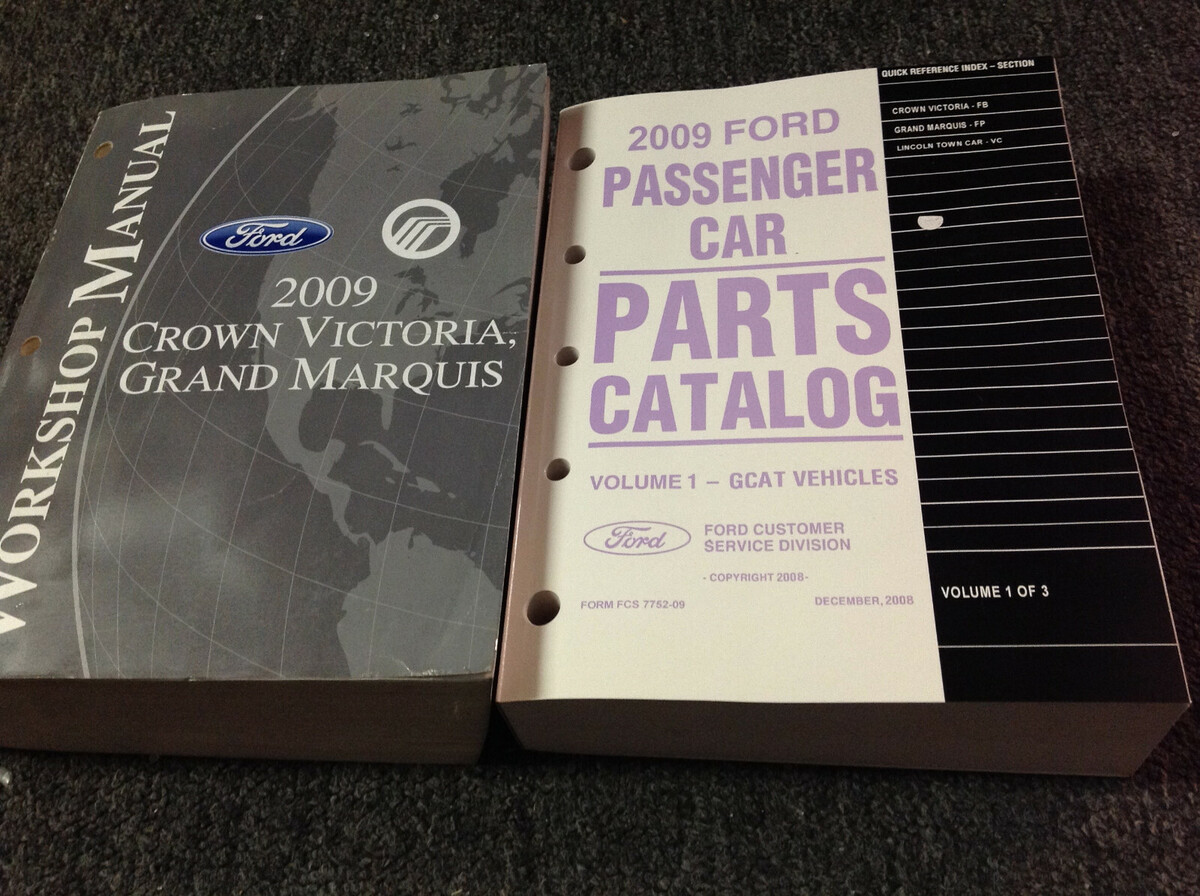 WORKSHOP MANUAL
Ford
2009
CROWN VICTORIA,
GRAND MARQUIS
2009 FORD
PASSENGER
CAR
PARTS
CATALOG
VOLUME 1 – GCAT VEHICLES
Ford
FORD CUSTOMER
SERVICE DIVISION
- COPYRIGHT 2008-
FORM FCS 7752-09
DECEMBER, 2008
QUICK REFERENCE INDEX – SECTION
CROWN VICTORIA - FB
GRAND MARQUIS - FP
LINCOLN TOWN CAR - VC
VOLUME 1 OF 3